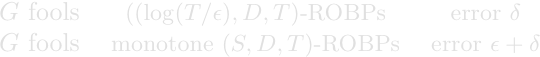 G fools ((log(T/ϵ), D, T)-ROBPs error δ
G fools monotone (S, D, T)-ROBPs error ϵ + δ